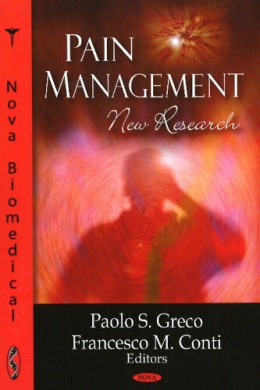 PAIN
MANAGEMENT
New Research
Nova Biomedical
Paolo S. Greco
Francesco M. Conti
Editors
NOVA